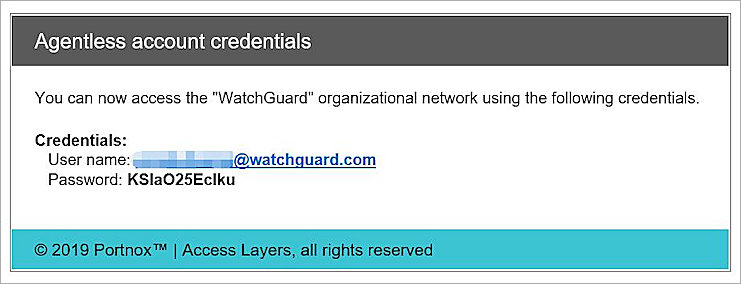 Agentless account credentials
You can now access the "WatchGuard" organizational network using the following credentials.
Credentials:
User name: @watchguard.com
Password: KSlaO25Eclku
© 2019 Portnox™ | Access Layers, all rights reserved